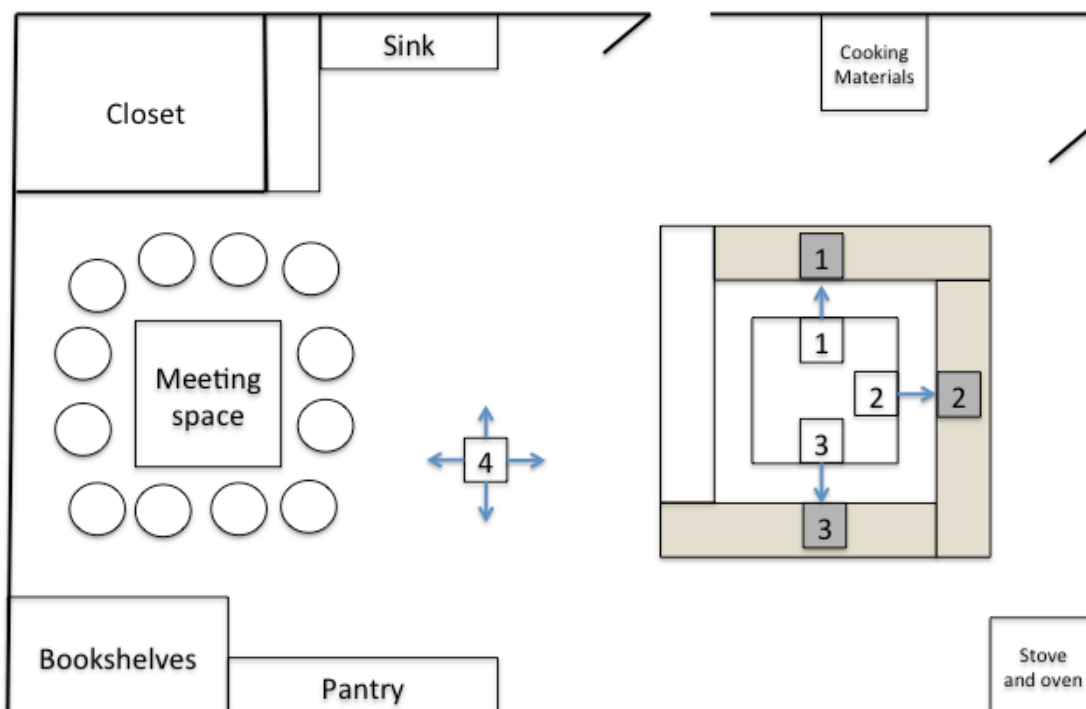 Sink
Cooking
Materials
Closet
1
1
Meeting
space
2
2
3
4
3
Bookshelves
Pantry
Stove
and oven